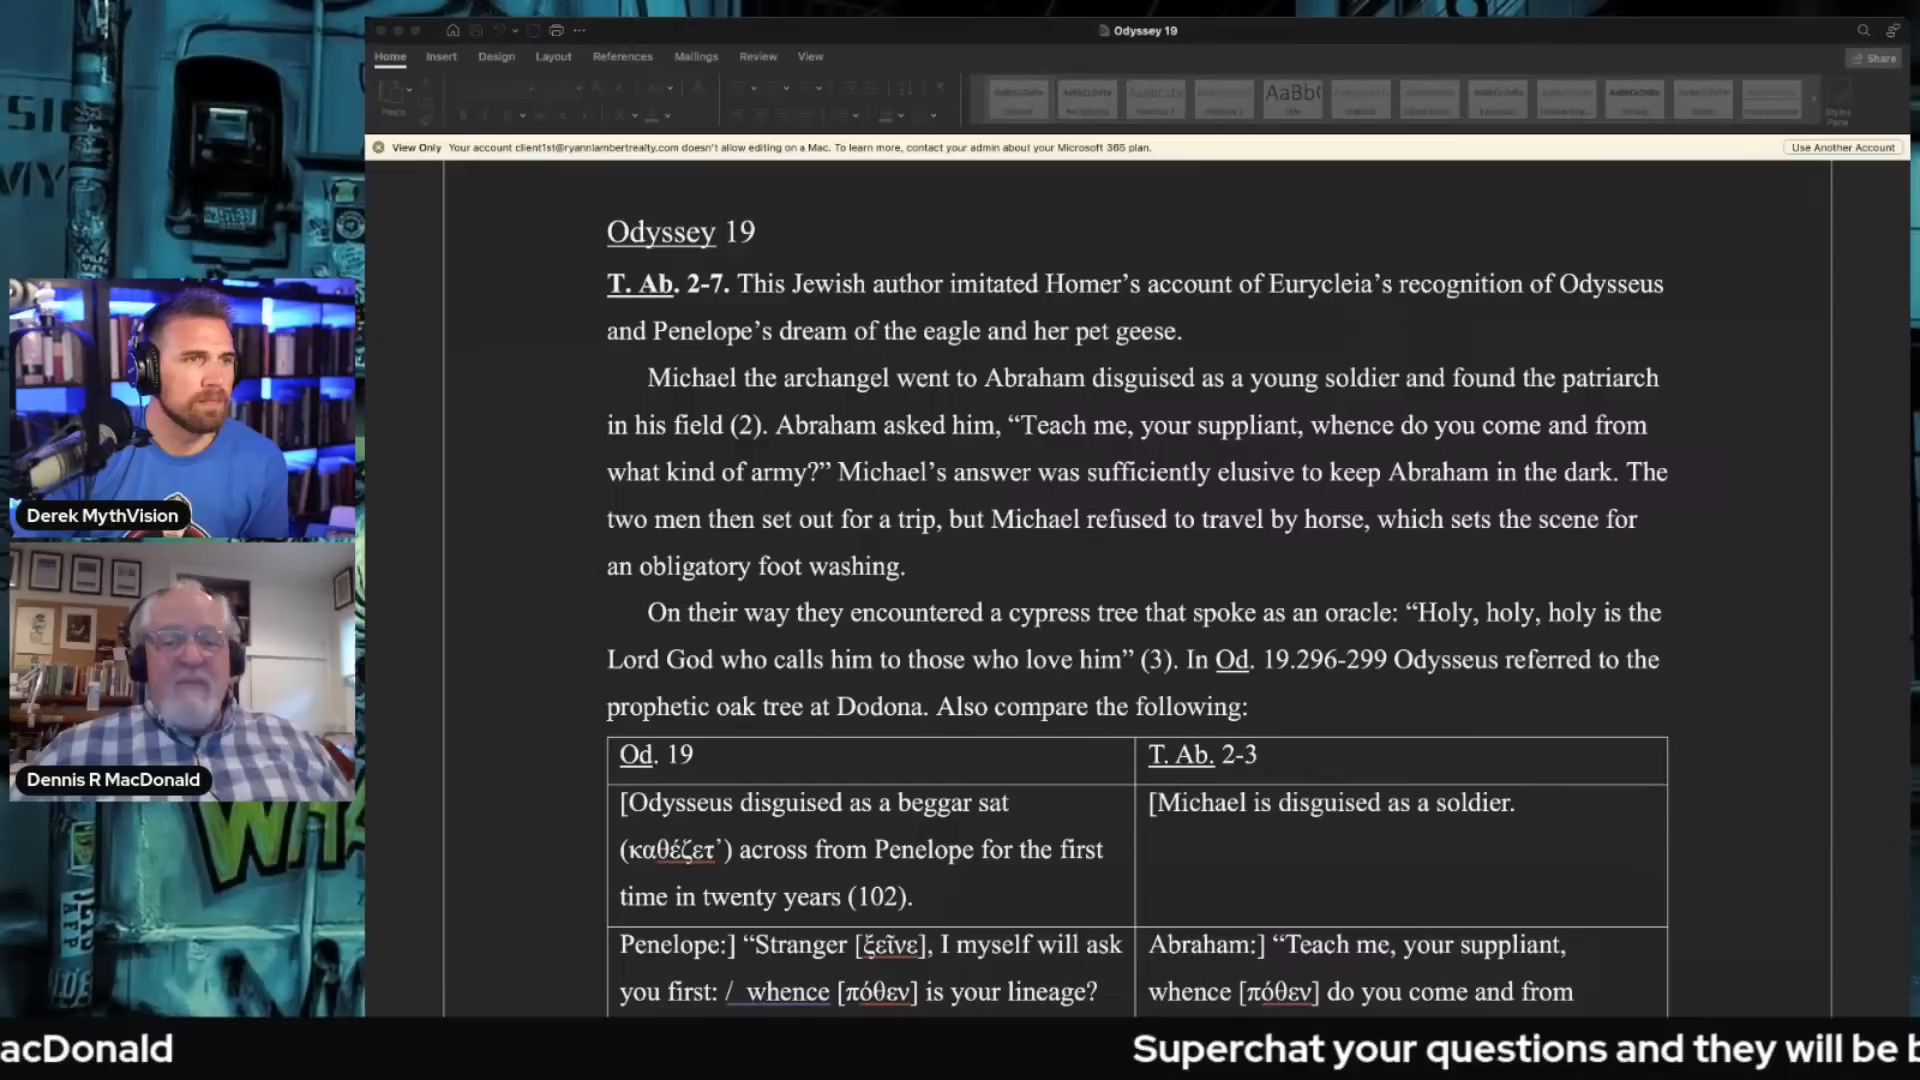 Odyssey 19
Home Insert Design Layout References Mailings Review View
Share
Paste
AaBb(
Styles Pane
View Only Your account client1st@ryannlambertrealty.com doesn't allow editing on a Mac. To learn more, contact your admin about your Microsoft 365 plan.
Use Another Account
Odyssey 19
T. Ab. 2-7. This Jewish author imitated Homer’s account of Eurycleia’s recognition of Odysseus
and Penelope’s dream of the eagle and her pet geese.
Michael the archangel went to Abraham disguised as a young soldier and found the patriarch
in his field (2). Abraham asked him, “Teach me, your suppliant, whence do you come and from
what kind of army?” Michael’s answer was sufficiently elusive to keep Abraham in the dark. The
two men then set out for a trip, but Michael refused to travel by horse, which sets the scene for
an obligatory foot washing.
On their way they encountered a cypress tree that spoke as an oracle: “Holy, holy, holy is the
Lord God who calls him to those who love him” (3). In Od. 19.296-299 Odysseus referred to the
prophetic oak tree at Dodona. Also compare the following:
Od. 19
T. Ab. 2-3
[Odysseus disguised as a beggar sat
(καθέζετ’) across from Penelope for the first
time in twenty years (102).
[Michael is disguised as a soldier.
Penelope:] “Stranger [ξεῖνε], I myself will ask
you first: / whence [πόθεν] is your lineage?
Abraham:] “Teach me, your suppliant,
whence [πόθεν] do you come and from
Derek MythVision
Dennis R MacDonald
acDonald
Superchat your questions and they will be b